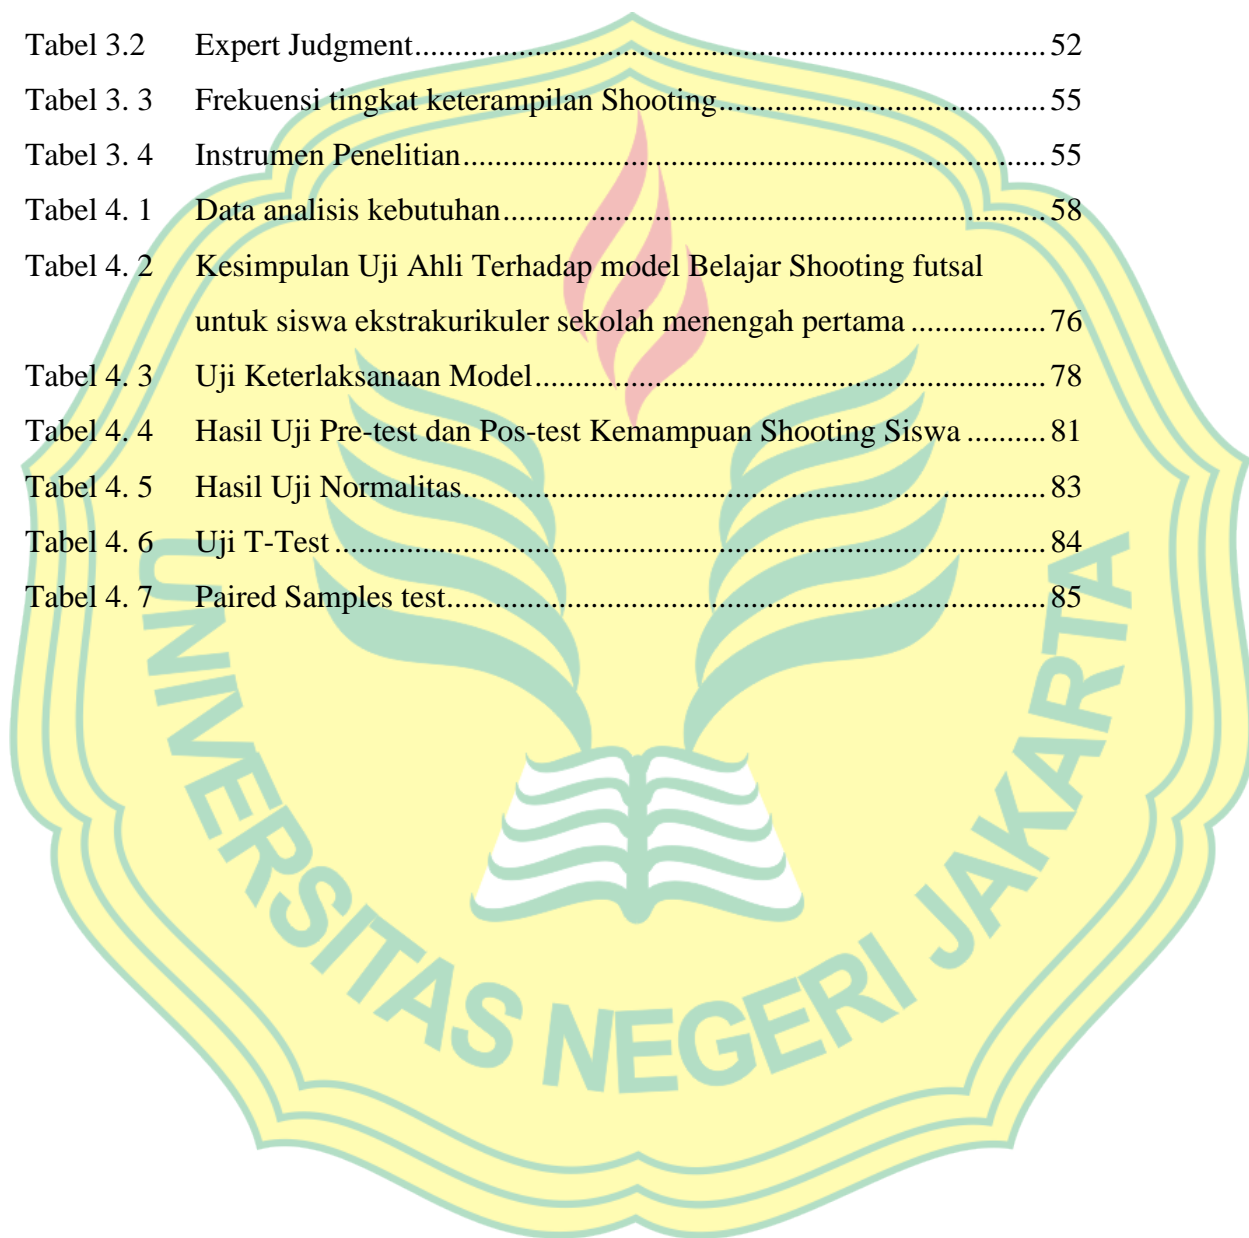 Tabel 3.2 Expert Judgment........................................................................................ 52
Tabel 3. 3 Frekuensi tingkat keterampilan Shooting............................................. 55
Tabel 3. 4 Instrumen Penelitian................................................................................. 55
Tabel 4. 1 Data analisis kebutuhan........................................................................... 58
Tabel 4. 2 Kesimpulan Uji Ahli Terhadap model Belajar Shooting futsal
untuk siswa ekstrakurikuler sekolah menengah pertama ................ 76
Tabel 4. 3 Uji Keterlaksanaan Model....................................................................... 78
Tabel 4. 4 Hasil Uji Pre-test dan Pos-test Kemampuan Shooting Siswa .......... 81
Tabel 4. 5 Hasil Uji Normalitas................................................................................. 83
Tabel 4. 6 Uji T-Test .................................................................................................. 84
Tabel 4. 7 Paired Samples test................................................................................... 85
UNIVERSITAS NEGERI JAKARTA